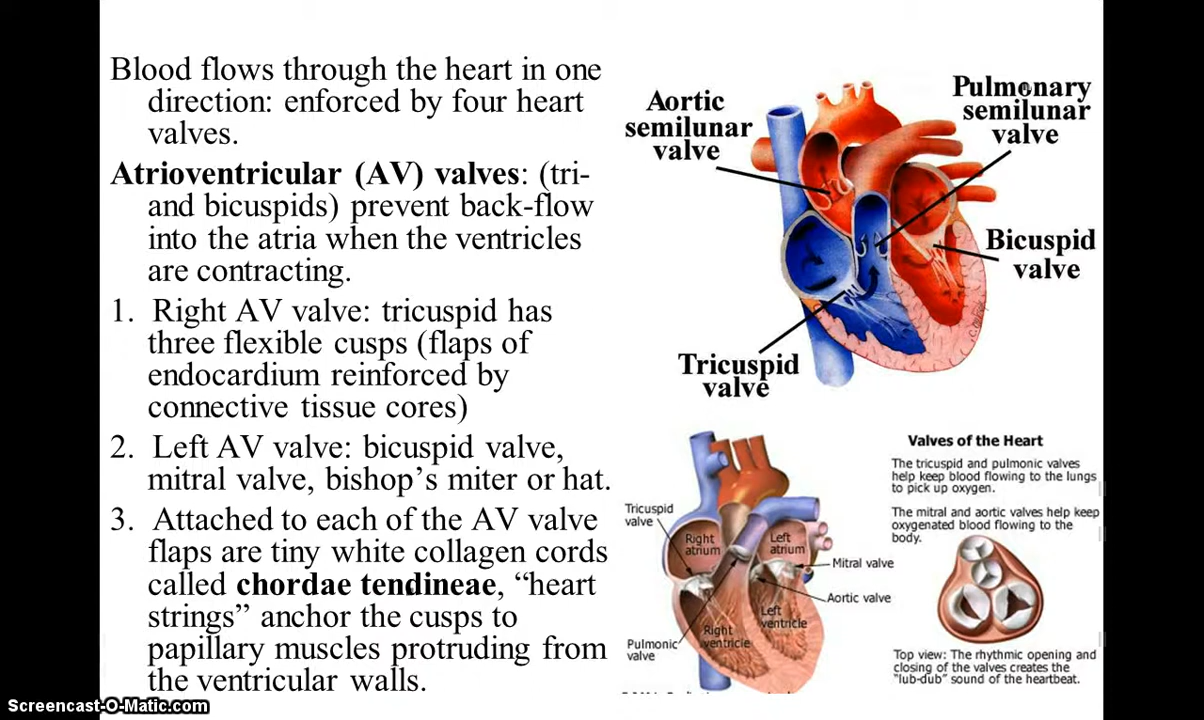 Blood flows through the heart in one
direction: enforced by four heart
valves.
Atrioventricular (AV) valves: (tri-
and bicuspids) prevent back-flow
into the atria when the ventricles
are contracting.
1. Right AV valve: tricuspid has
three flexible cusps (flaps of
endocardium reinforced by
connective tissue cores)
2. Left AV valve: bicuspid valve,
mitral valve, bishop's miter or hat.
3. Attached to each of the AV valve
flaps are tiny white collagen cords
called chordae tendineae, "heart
strings" anchor the cusps to
papillary muscles protruding from
the ventricular walls.
Aortic
semilunar
valve
Pulmonary
semilunar
valve
Bicuspid
valve
Tricuspid
valve
Valves of the Heart
The tricuspid and pulmonic valves
help keep blood flowing to the lungs
to pick up oxygen.
The mitral and aortic valves help keep
oxygenated blood flowing to the
body.
Tricuspid
valve
Right
atrium
Left
atrium
Mitral valve
Aortic valve
Left
ventricle
Right
ventricle
Pulmonic
valve
Top view: The rhythmic opening and
closing of the valves creates the
"lub-dub" sound of the heartbeat.
Screencast-O-Matic.com